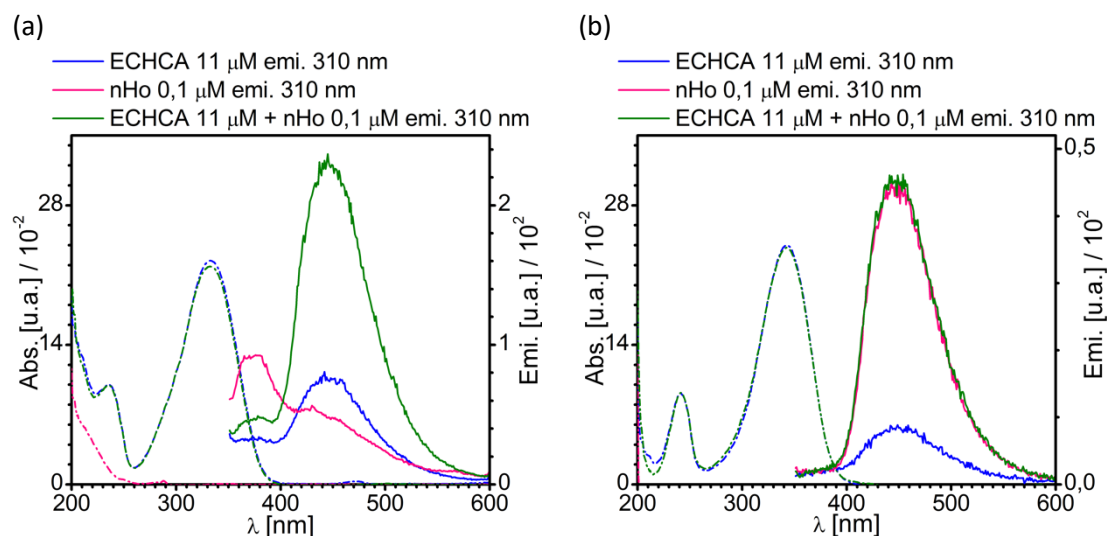 (a)
ECHCA 11 μM emi. 310 nm
nHo 0,1 μM emi. 310 nm
ECHCA 11 μM + nHo 0,1 μM emi. 310 nm
Abs. [u.a.] / 10⁻²
28
14
0
200 300 400 500 600
λ [nm]
2
1
0
Emi. [u.a.] / 10²
(b)
ECHCA 11 μM emi. 310 nm
nHo 0,1 μM emi. 310 nm
ECHCA 11 μM + nHo 0,1 μM emi. 310 nm
Abs. [u.a.] / 10⁻²
28
14
0
200 300 400 500 600
λ [nm]
0,5
0,0
Emi. [u.a.] / 10²